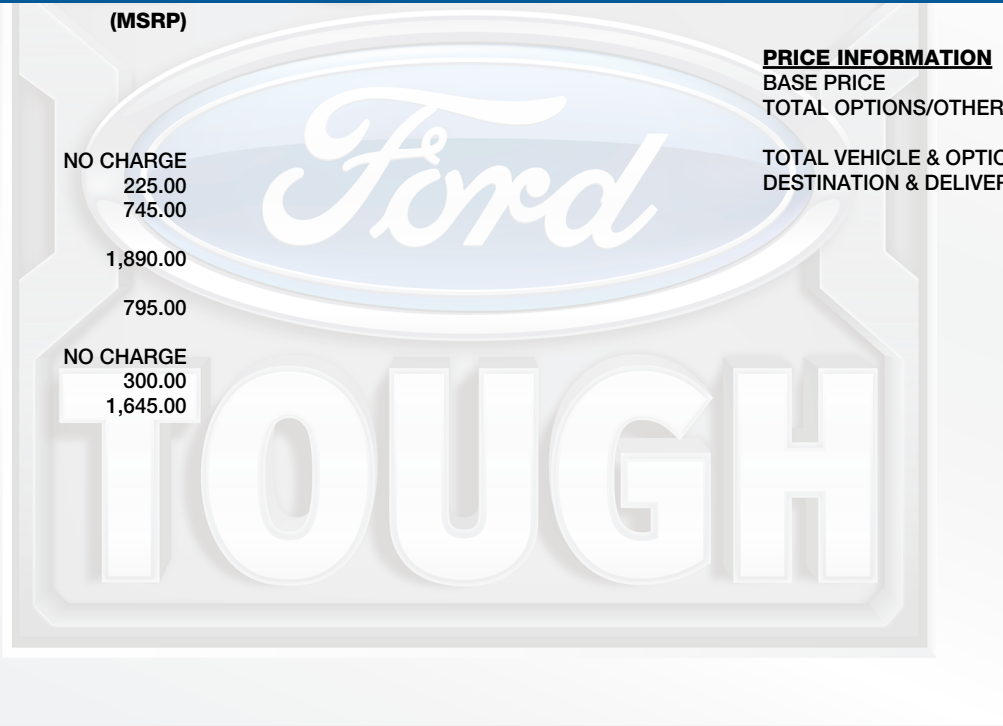 (MSRP)
NO CHARGE
225.00
745.00
1,890.00
795.00
NO CHARGE
300.00
1,645.00
PRICE INFORMATION
BASE PRICE
TOTAL OPTIONS/OTHER
TOTAL VEHICLE & OPTIO
DESTINATION & DELIVER
Ford
TOUGH